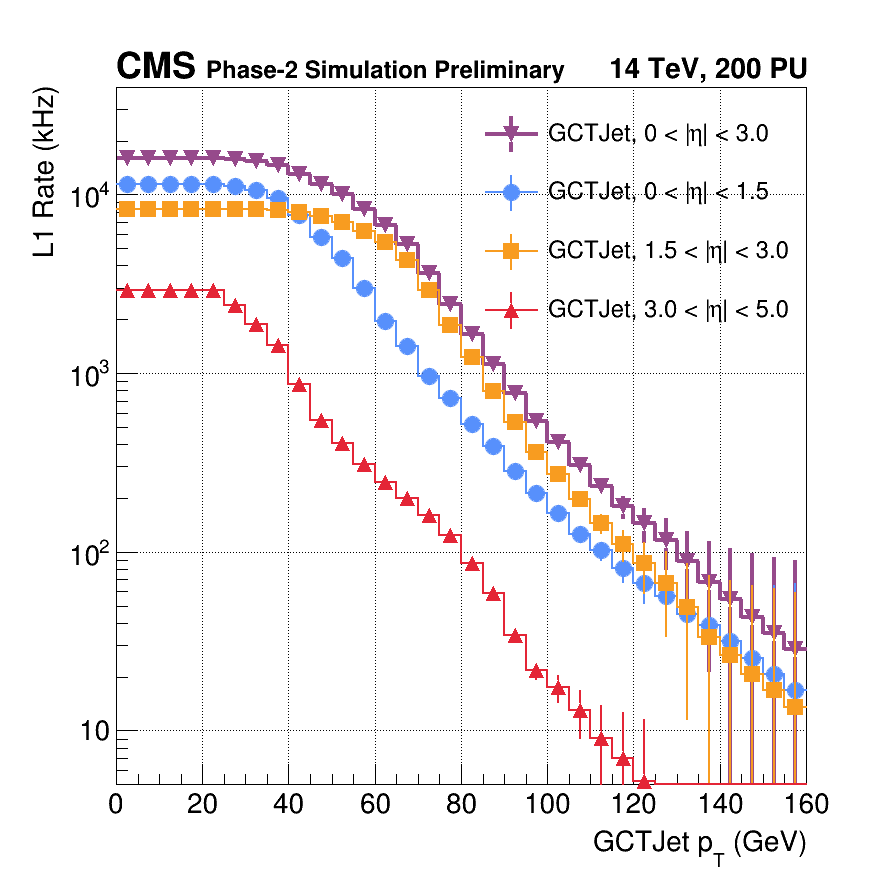 CMS Phase-2 Simulation Preliminary 14 TeV, 200 PU
L1 Rate (kHz)
GCTJet, 0 < |η| < 3.0
GCTJet, 0 < |η| < 1.5
GCTJet, 1.5 < |η| < 3.0
GCTJet, 3.0 < |η| < 5.0
10⁴
10³
10²
10
0 20 40 60 80 100 120 140 160
GCTJet p_T (GeV)